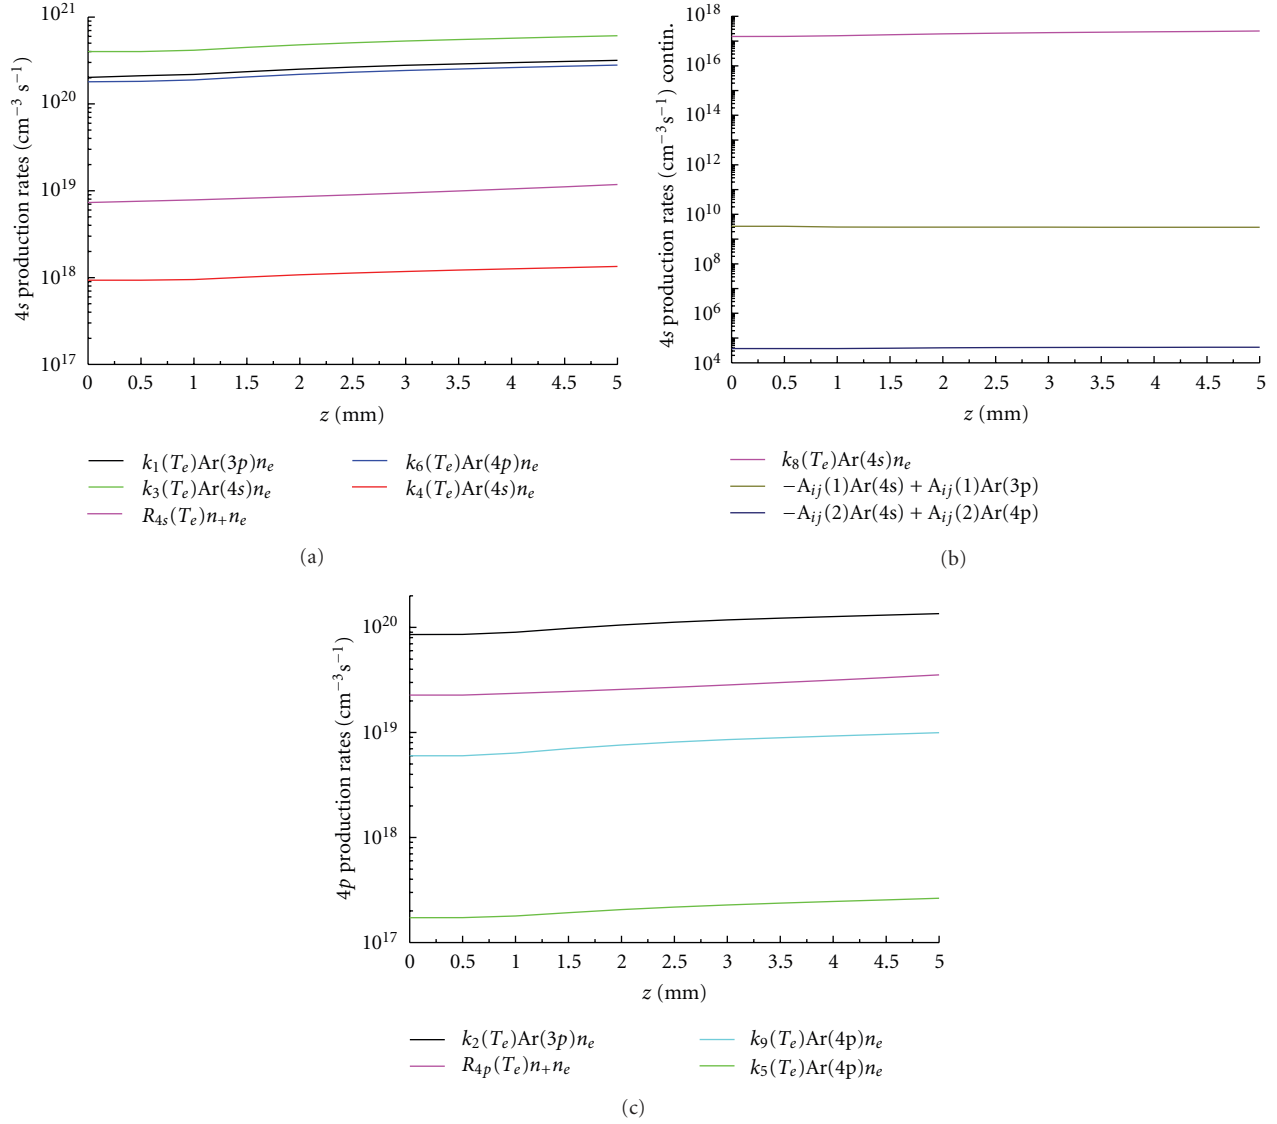 4s production rates (cm−3 s−1)
10^21
10^20
10^19
10^18
10^17
0 0.5 1 1.5 2 2.5 3 3.5 4 4.5 5
z (mm)
k1(Te)Ar(3p)ne
k6(Te)Ar(4p)ne
k3(Te)Ar(4s)ne
k4(Te)Ar(4s)ne
R4s(Te)n+ne
(a)
4s production rates (cm−3s−1) contin.
10^18
10^16
10^14
10^12
10^10
10^8
10^6
10^4
0 0.5 1 1.5 2 2.5 3 3.5 4 4.5 5
z (mm)
k8(Te)Ar(4s)ne
−Aij(1)Ar(4s) + Aij(1)Ar(3p)
−Aij(2)Ar(4s) + Aij(2)Ar(4p)
(b)
4p production rates (cm−3s−1)
10^20
10^19
10^18
10^17
0 0.5 1 1.5 2 2.5 3 3.5 4 4.5 5
z (mm)
k2(Te)Ar(3p)ne
k9(Te)Ar(4p)ne
R4p(Te)n+ne
k5(Te)Ar(4p)ne
(c)